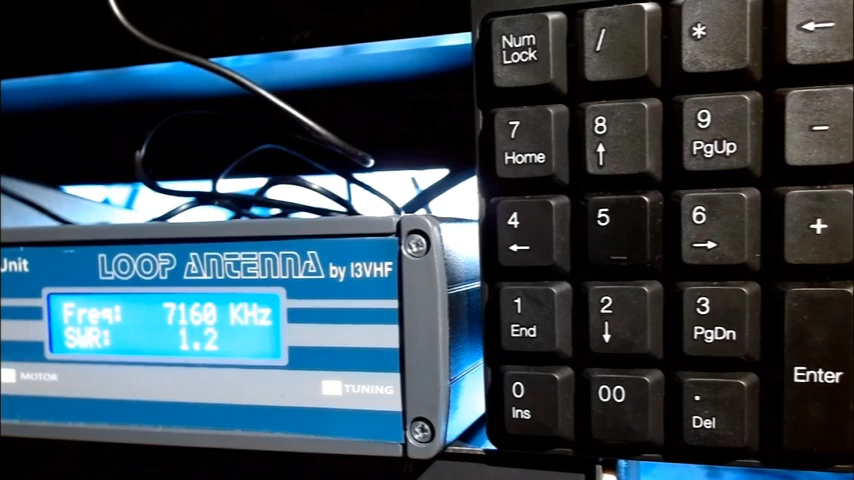 Unit
LOOP ANTENNA by I3VHF
Freq: 7160 KHz
SWR: 1.2
MOTOR
TUNING
Num Lock
/
*
←
7 Home
8 ↑
9 PgUp
-
4 ←
5 _
6 →
+
1 End
2 ↓
3 PgDn
Enter
0 Ins
00
. Del